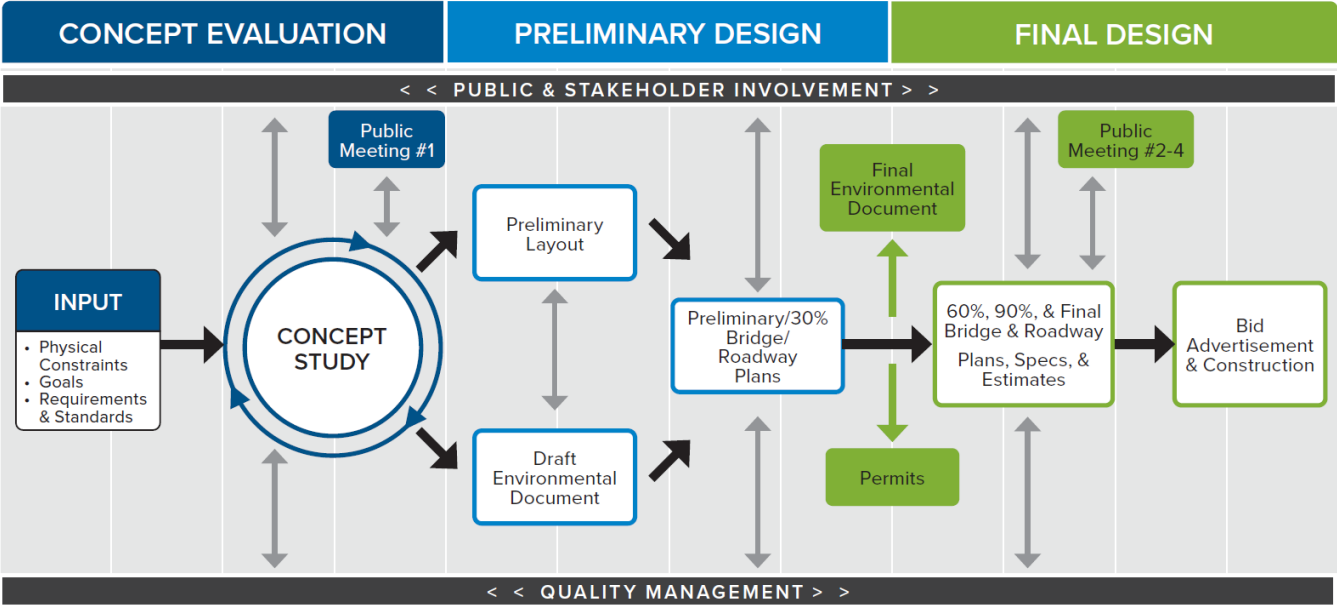 CONCEPT EVALUATION
PRELIMINARY DESIGN
FINAL DESIGN
< < PUBLIC & STAKEHOLDER INVOLVEMENT > >
Public
Meeting #1
Public
Meeting #2-4
Final
Environmental
Document
Preliminary
Layout
INPUT
• Physical
Constraints
• Goals
• Requirements
& Standards
CONCEPT
STUDY
Preliminary/30%
Bridge/
Roadway
Plans
60%, 90%, & Final
Bridge & Roadway
Plans, Specs, &
Estimates
Bid
Advertisement
& Construction
Draft
Environmental
Document
Permits
< < QUALITY MANAGEMENT > >